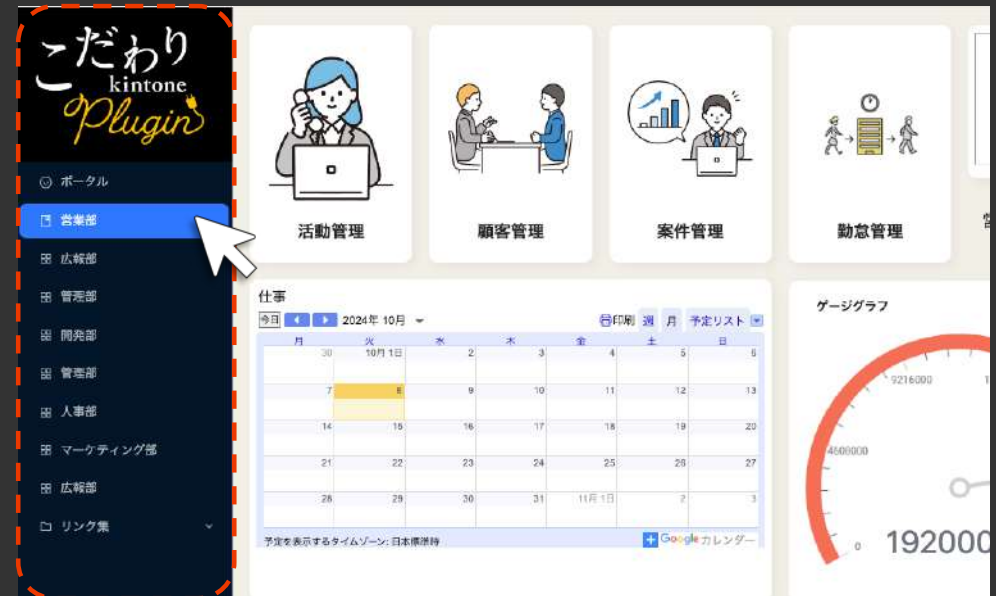 こだわり
kintone
Plugin
ポータル
営業部
広報部
管理部
開発部
管理部
人事部
マーケティング部
広報部
リンク集
活動管理
顧客管理
案件管理
勤怠管理
営
仕事
今日 2024年 10月 印刷 週 月 予定リスト
月 火 水 木 金 土 日
30 10月 1日 2 3 4 5 6
7 8 9 10 11 12 13
14 15 16 17 18 19 20
21 22 23 24 25 26 27
28 29 30 31 11月 1日 2 3
予定を表示するタイムゾーン: 日本標準時 Google カレンダー
ゲージグラフ
9216000
4608000
0
192000